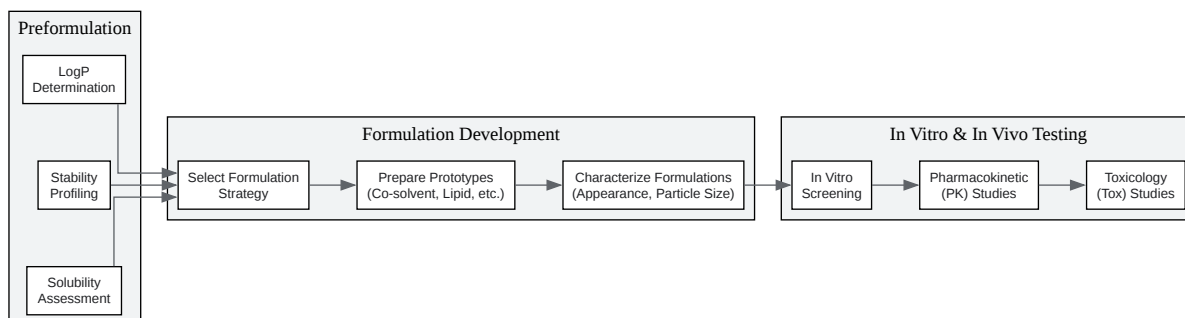 Preformulation
LogP
Determination
Stability
Profiling
Solubility
Assessment
Formulation Development
Select Formulation
Strategy
Prepare Prototypes
(Co-solvent, Lipid, etc.)
Characterize Formulations
(Appearance, Particle Size)
In Vitro & In Vivo Testing
In Vitro
Screening
Pharmacokinetic
(PK) Studies
Toxicology
(Tox) Studies